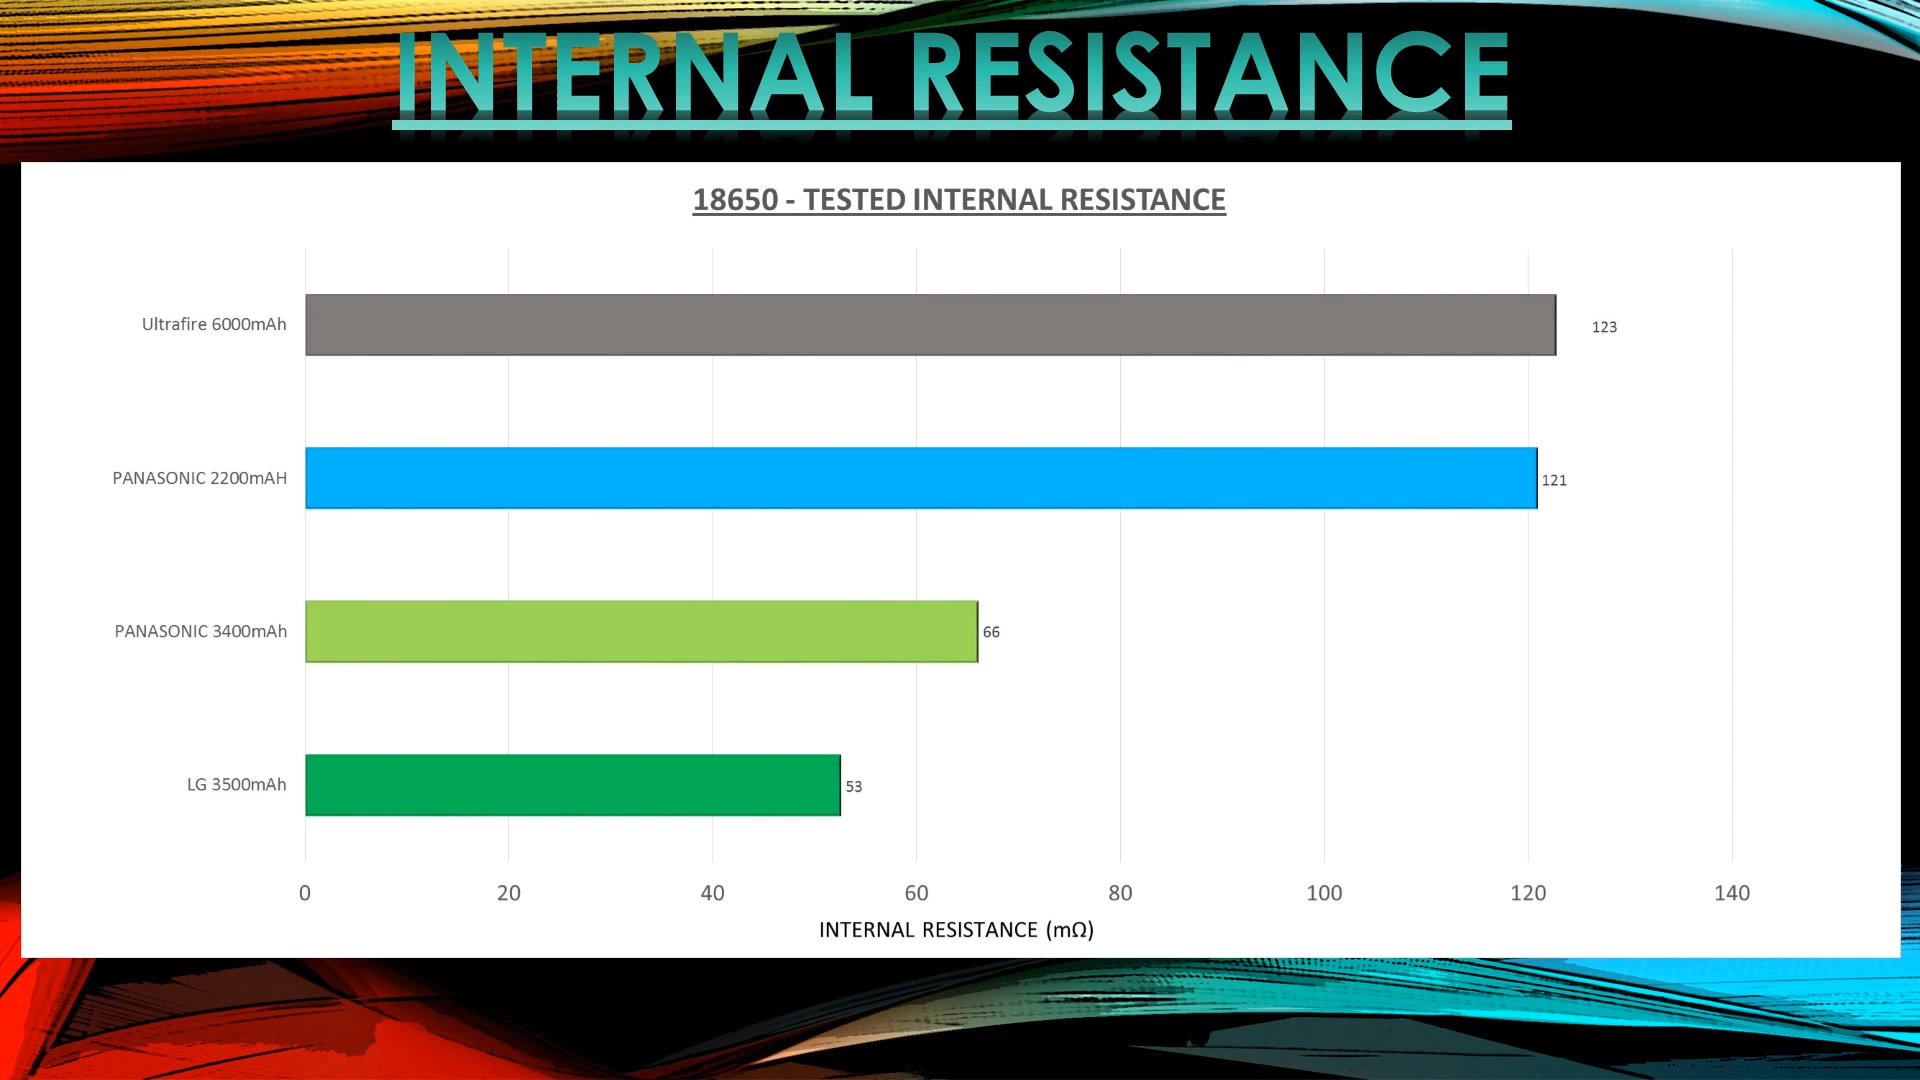 INTERNAL RESISTANCE
18650 - TESTED INTERNAL RESISTANCE
Ultrafire 6000mAh
123
PANASONIC 2200mAH
121
PANASONIC 3400mAh
66
LG 3500mAh
53
0 20 40 60 80 100 120 140
INTERNAL RESISTANCE (mΩ)